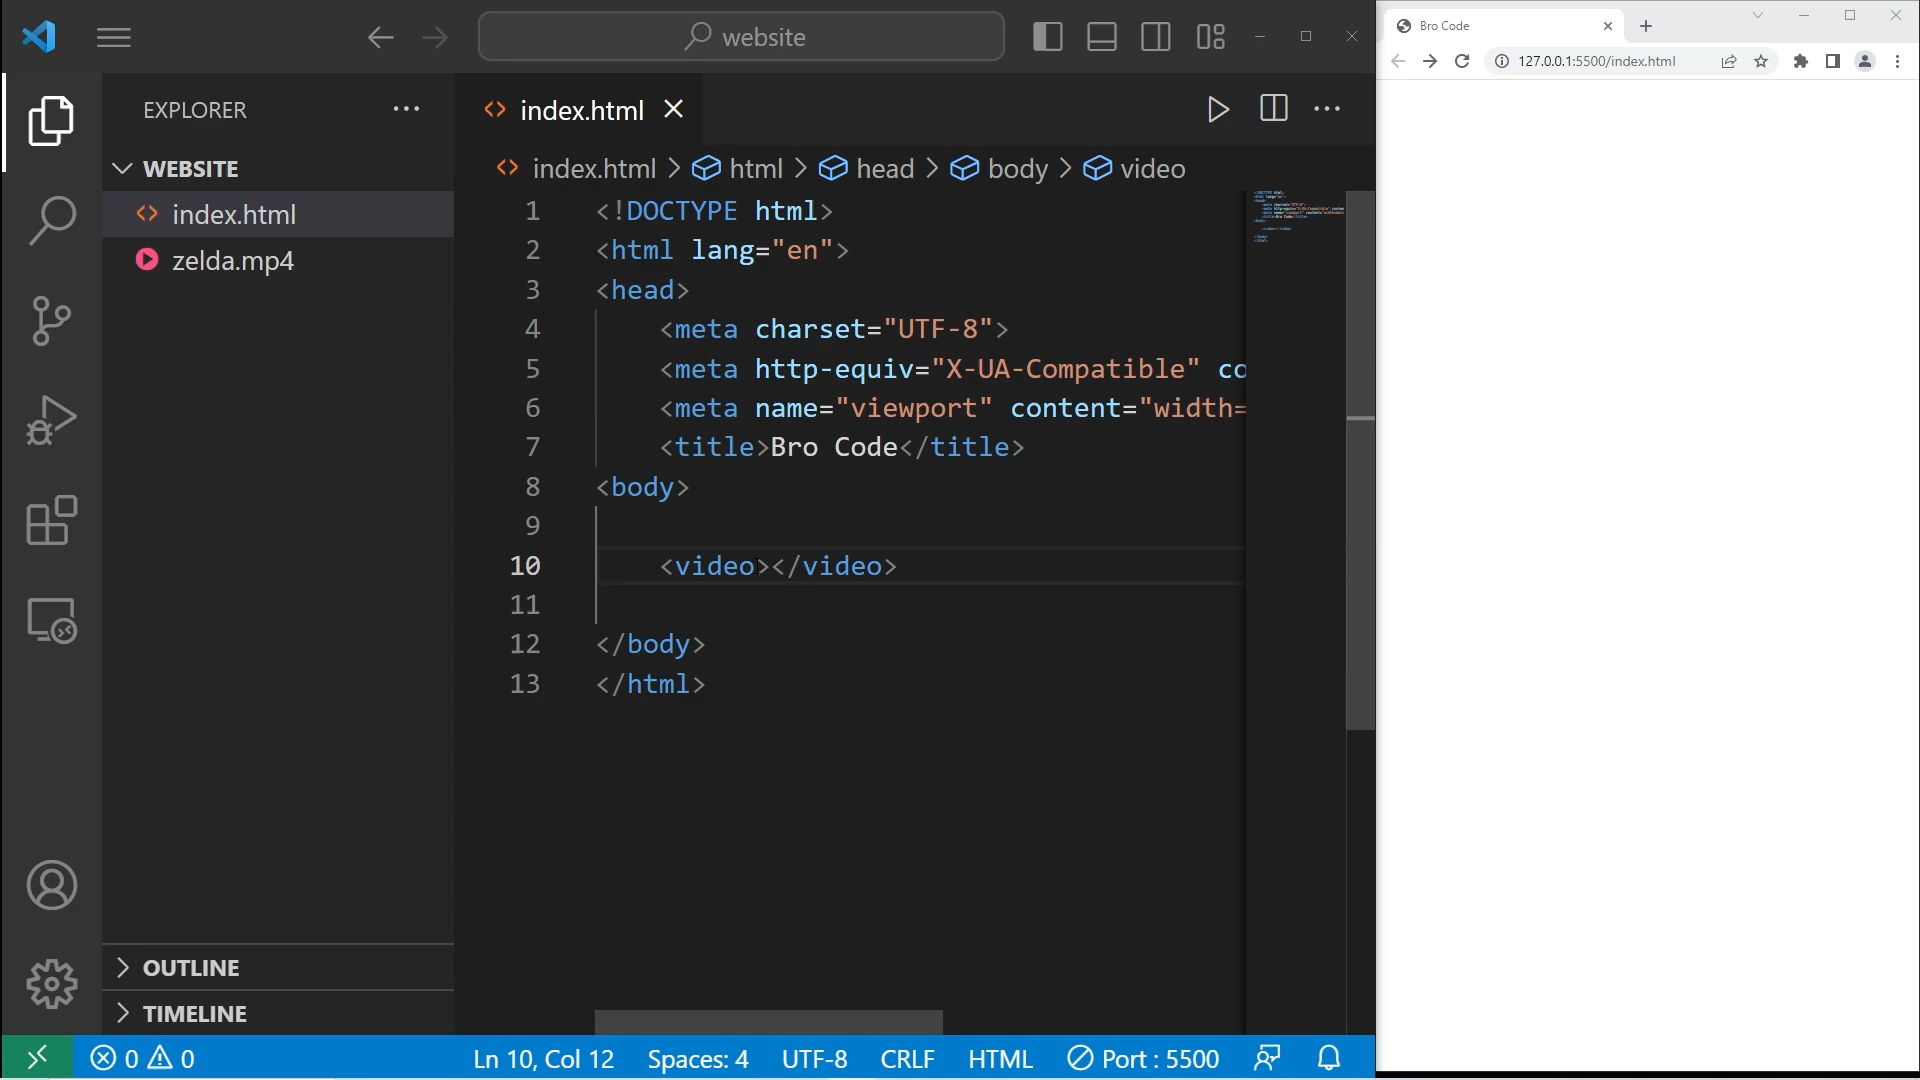 website
Bro Code
127.0.0.1:5500/index.html
EXPLORER
index.html
WEBSITE
index.html
zelda.mp4
index.html > html > head > body > video
1 <!DOCTYPE html>
2 <html lang="en">
3 <head>
4 <meta charset="UTF-8">
5 <meta http-equiv="X-UA-Compatible" co
6 <meta name="viewport" content="width=
7 <title>Bro Code</title>
8 <body>
9
10 <video></video>
11
12 </body>
13 </html>
OUTLINE
TIMELINE
0 0 Ln 10, Col 12 Spaces: 4 UTF-8 CRLF HTML Port : 5500